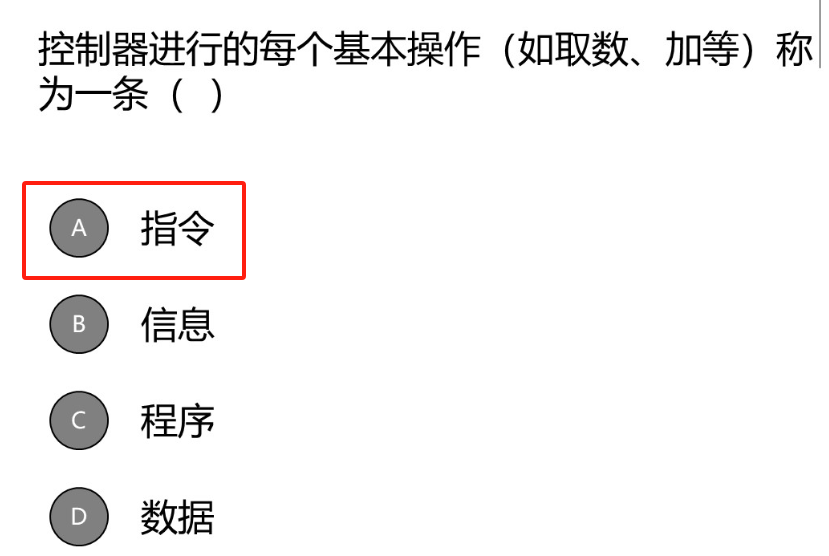 控制器进行的每个基本操作（如取数、加等）称
为一条（ ）
A 指令
B 信息
C 程序
D 数据